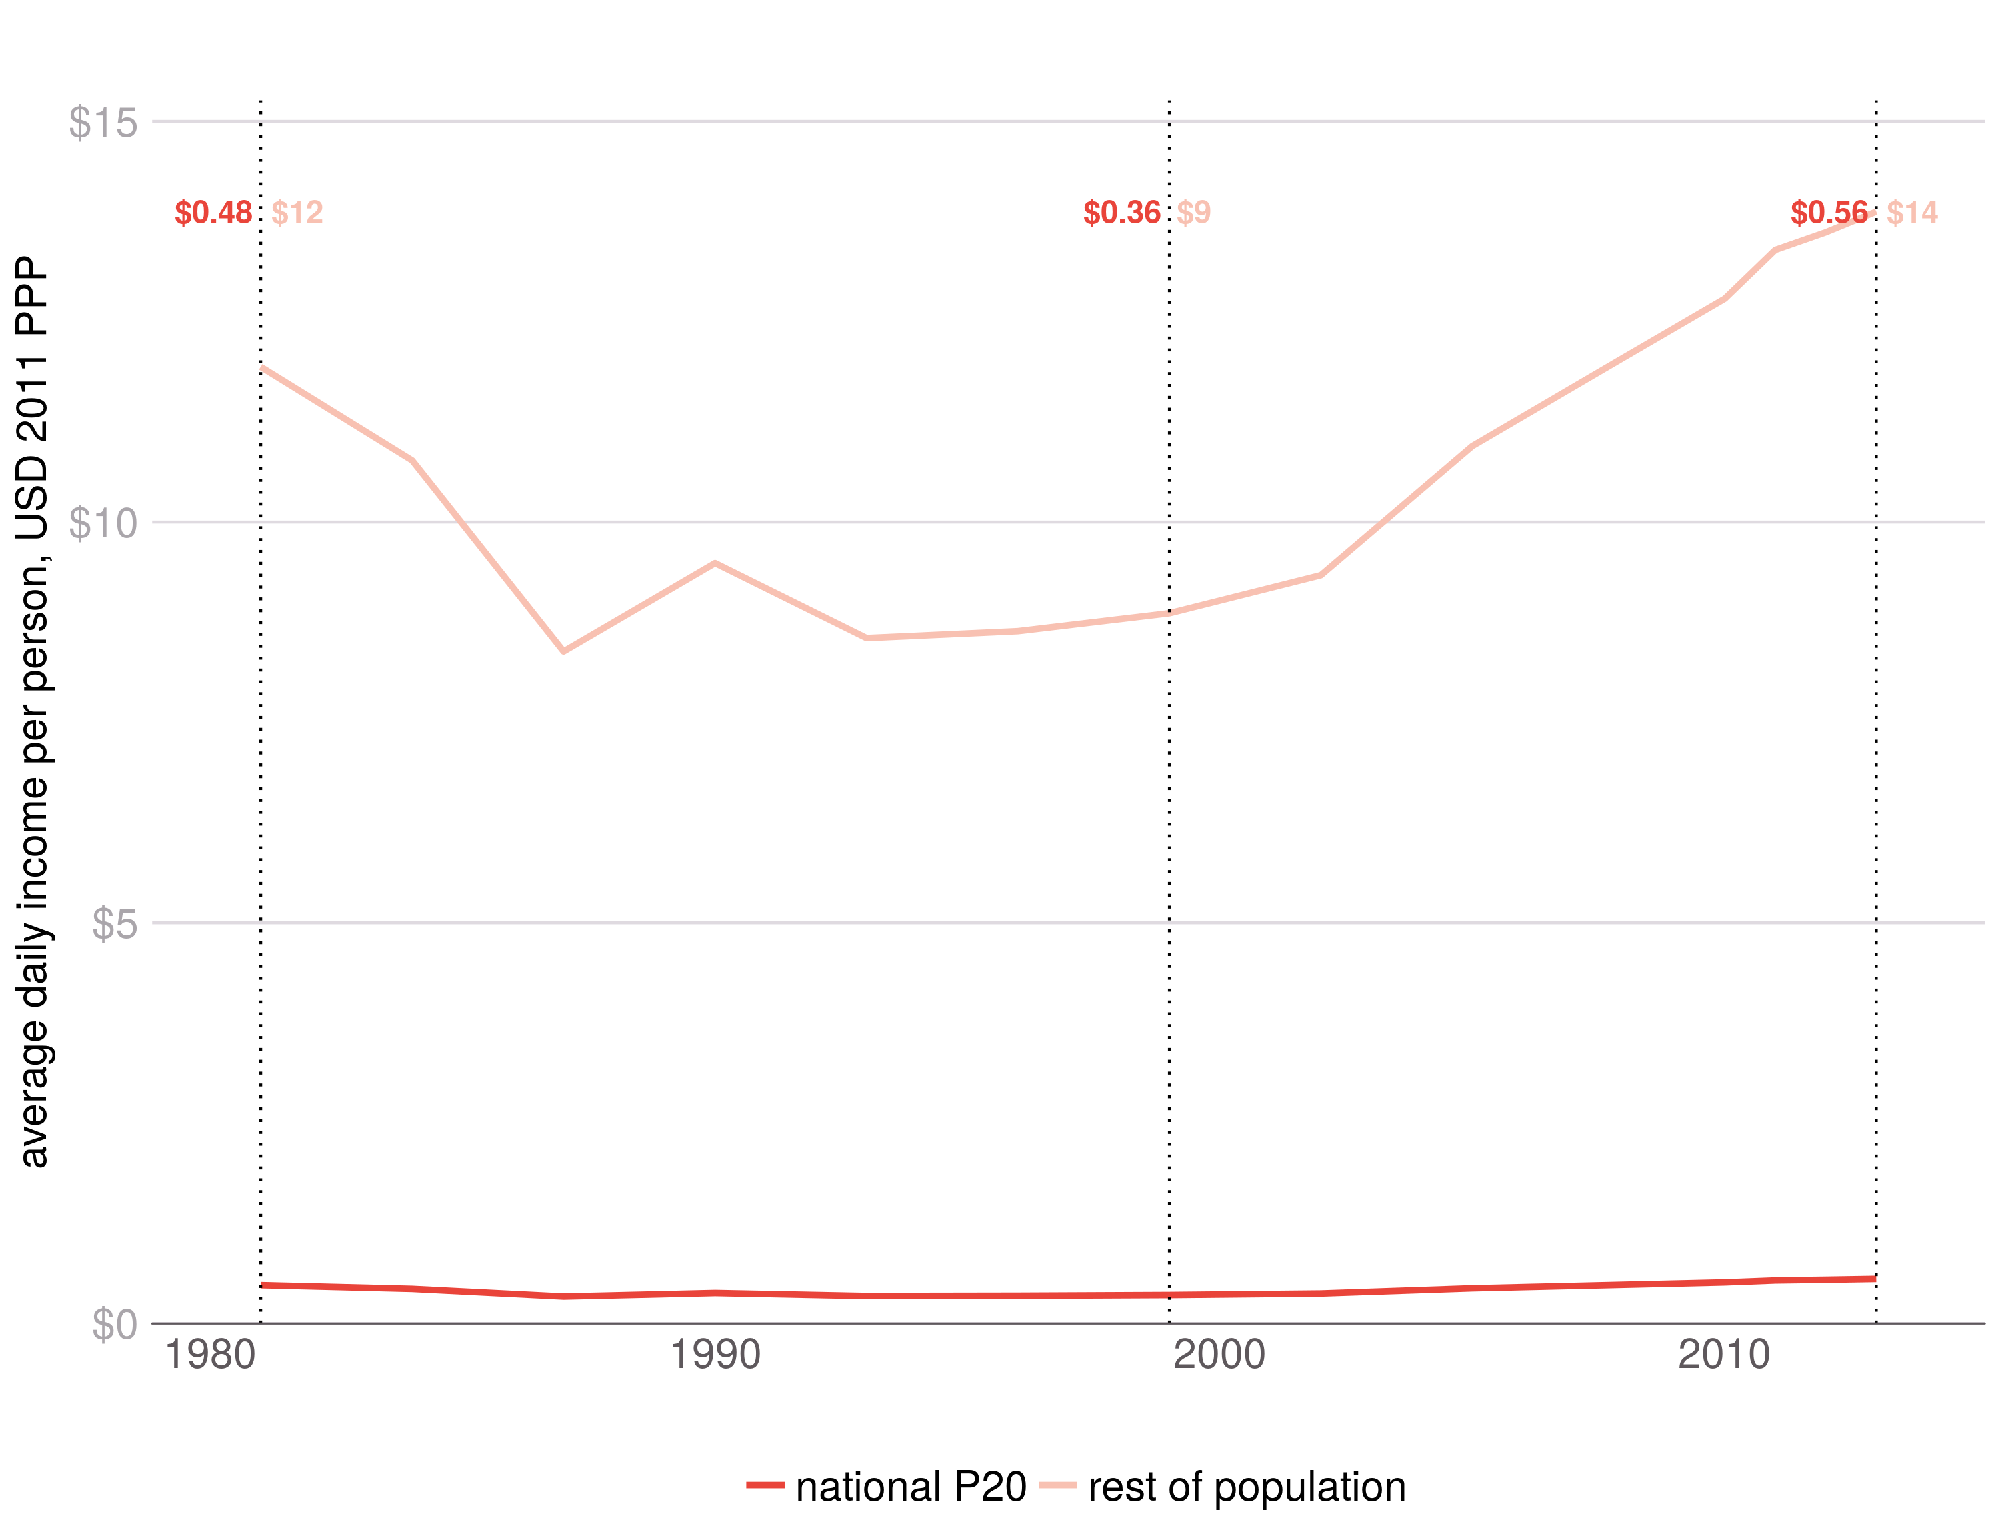 average daily income per person, USD 2011 PPP
$15
$10
$5
$0
$0.48 $12
$0.36 $9
$0.56 $14
1980 1990 2000 2010
national P20 rest of population